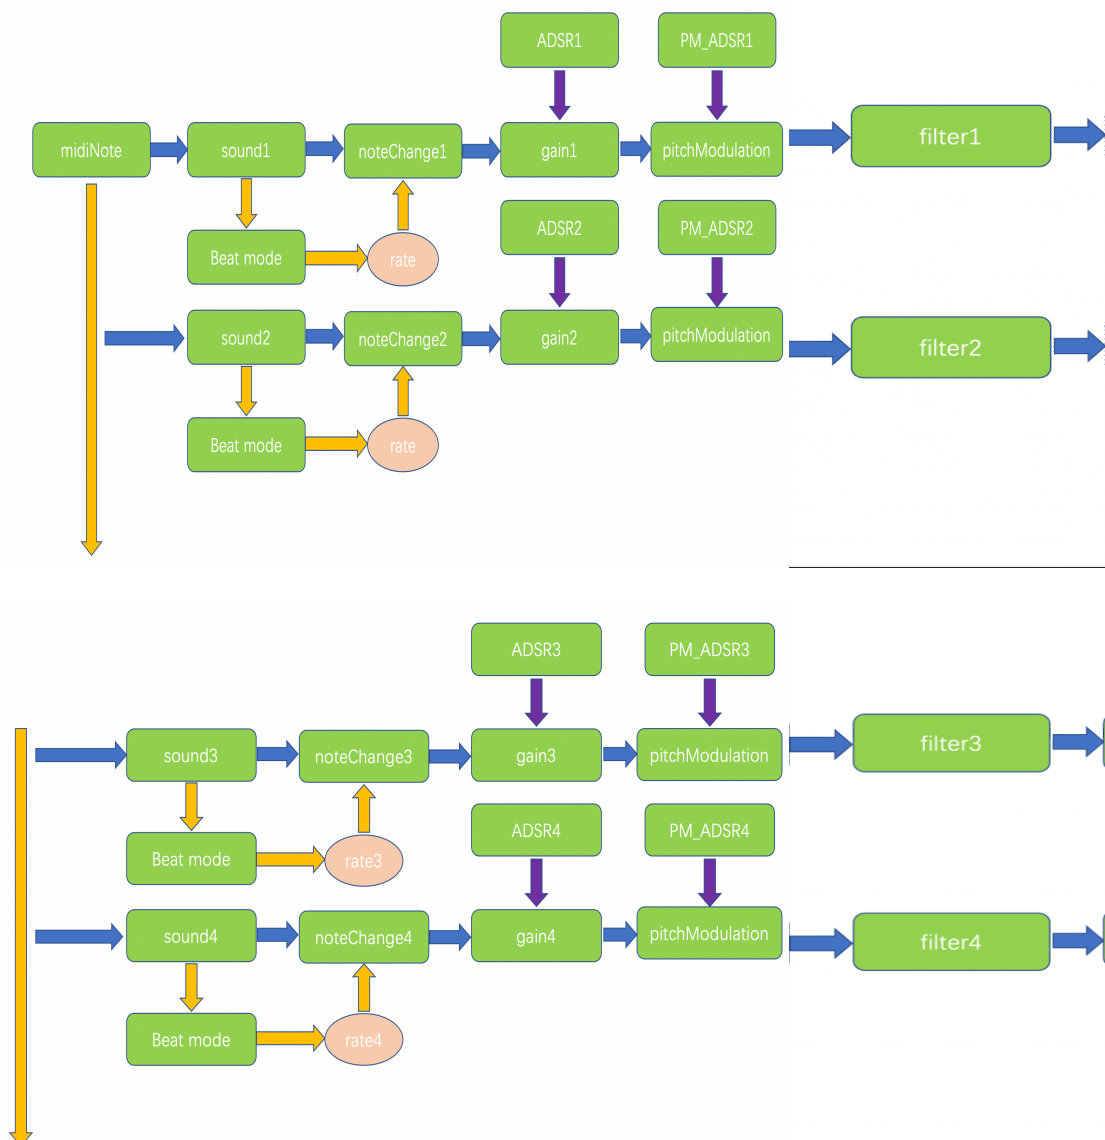 ADSR1
PM_ADSR1
midiNote
sound1
noteChange1
gain1
pitchModulation
filter1
ADSR2
PM_ADSR2
Beat mode
rate
sound2
noteChange2
gain2
pitchModulation
filter2
Beat mode
rate
ADSR3
PM_ADSR3
sound3
noteChange3
gain3
pitchModulation
filter3
ADSR4
PM_ADSR4
Beat mode
rate3
sound4
noteChange4
gain4
pitchModulation
filter4
Beat mode
rate4